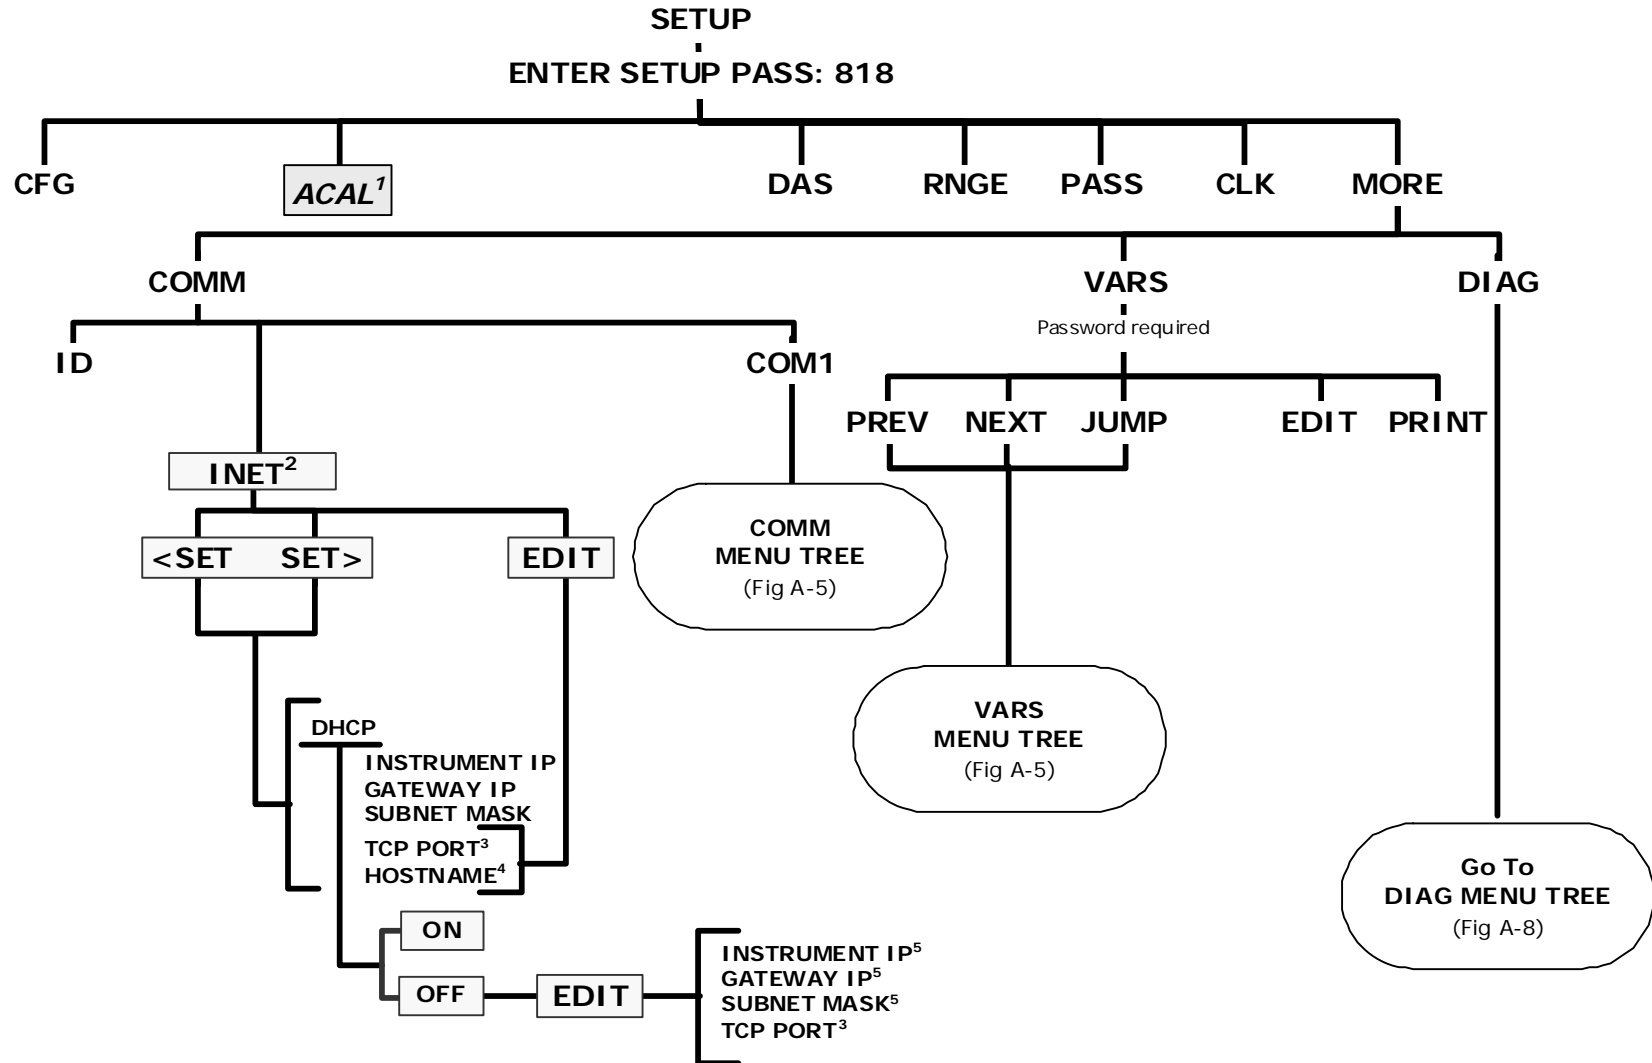 SETUP
ENTER SETUP PASS: 818
CFG
ACAL¹
DAS
RNGE
PASS
CLK
MORE
COMM
VARS
DIAG
Password required
ID
COM1
PREV
NEXT
JUMP
EDIT
PRINT
INET²
<SET SET>
EDIT
COMM
MENU TREE
(Fig A-5)
VARS
MENU TREE
(Fig A-5)
DHCP
INSTRUMENT IP
GATEWAY IP
SUBNET MASK
TCP PORT³
HOSTNAME⁴
Go To
DIAG MENU TREE
(Fig A-8)
ON
OFF
EDIT
INSTRUMENT IP⁵
GATEWAY IP⁵
SUBNET MASK⁵
TCP PORT³